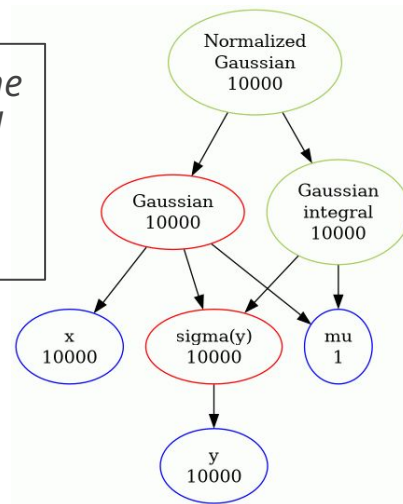 Normalized
Gaussian
10000
Gaussian
10000
Gaussian
integral
10000
x
10000
sigma(y)
10000
mu
1
y
10000